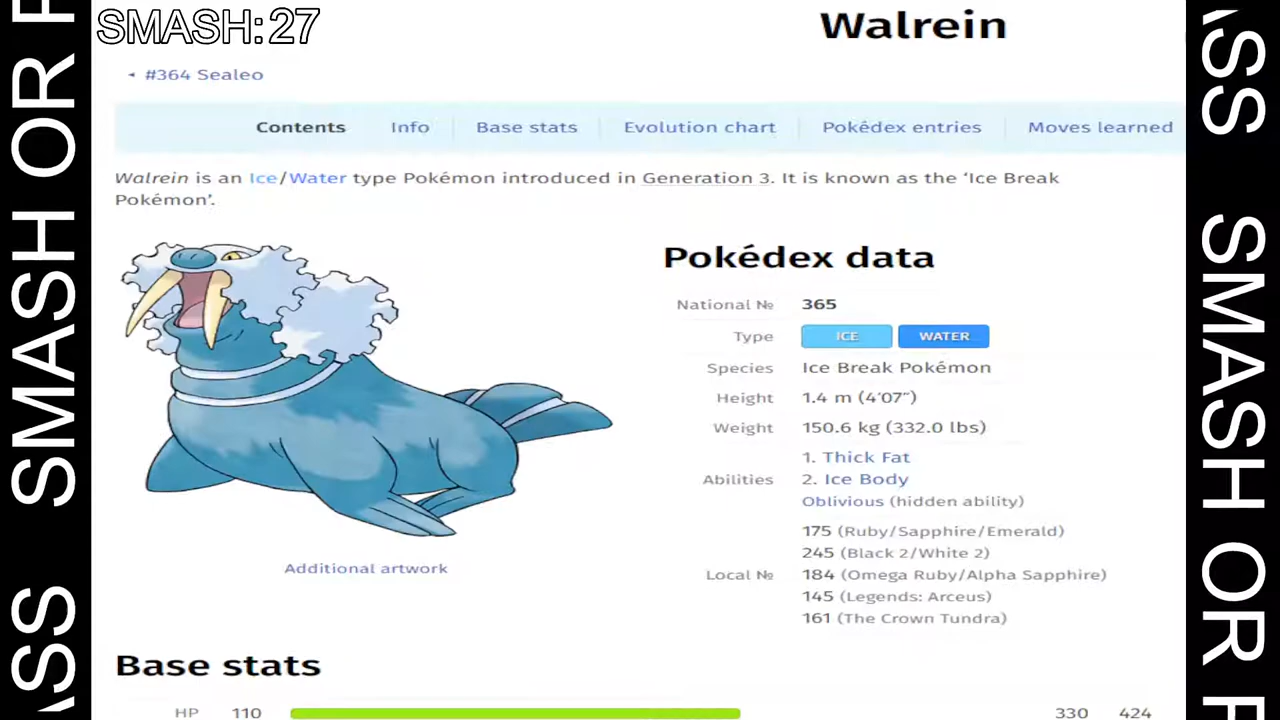 SMASH: 27
Walrein
#364 Sealeo
Contents Info Base stats Evolution chart Pokédex entries Moves learned
Walrein is an Ice/Water type Pokémon introduced in Generation 3. It is known as the ‘Ice Break
Pokémon’.
Pokédex data
National № 365
Type ICE WATER
Species Ice Break Pokémon
Height 1.4 m (4′07″)
Weight 150.6 kg (332.0 lbs)
Abilities 1. Thick Fat
2. Ice Body
Oblivious (hidden ability)
Local № 175 (Ruby/Sapphire/Emerald)
245 (Black 2/White 2)
184 (Omega Ruby/Alpha Sapphire)
145 (Legends: Arceus)
161 (The Crown Tundra)
Additional artwork
Base stats
HP 110 330 424
ASS SMASH OR P
ASS SMASH OR P